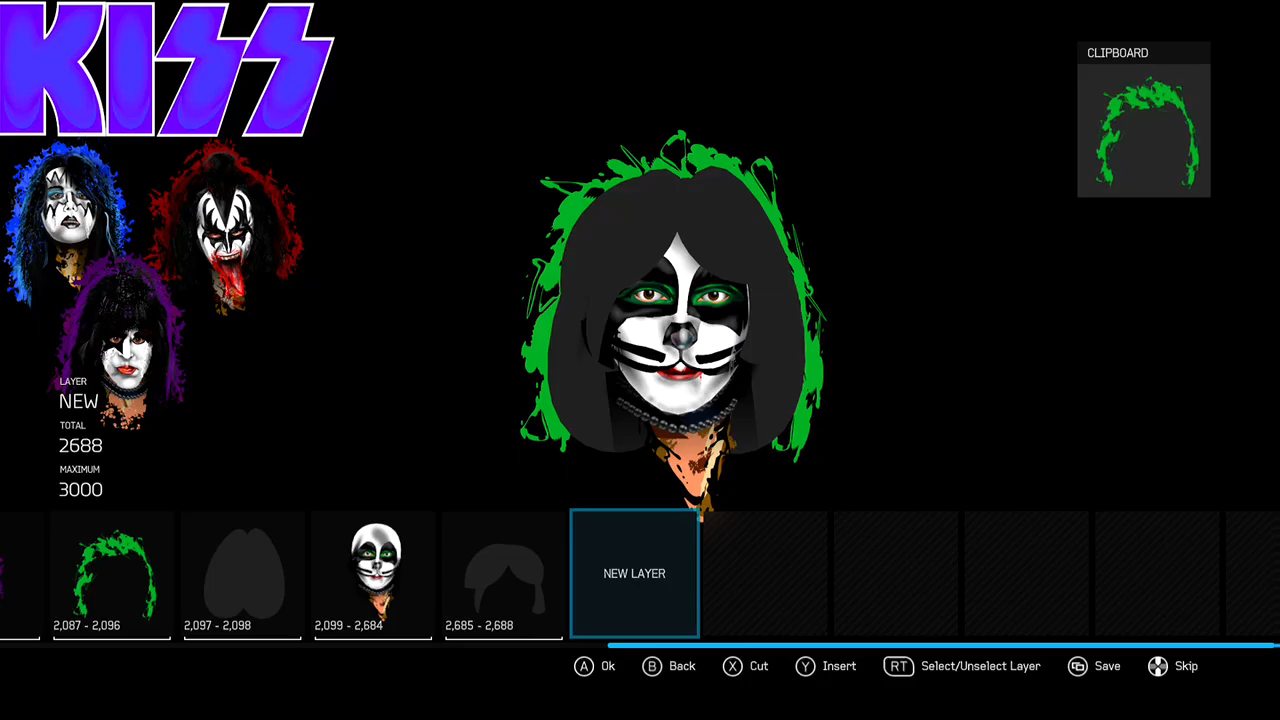 KISS
CLIPBOARD
LAYER
NEW
TOTAL
2688
MAXIMUM
3000
2,087 - 2,096
2,097 - 2,098
2,099 - 2,684
2,685 - 2,688
NEW LAYER
A Ok
B Back
X Cut
Y Insert
RT Select/Unselect Layer
Save
Skip